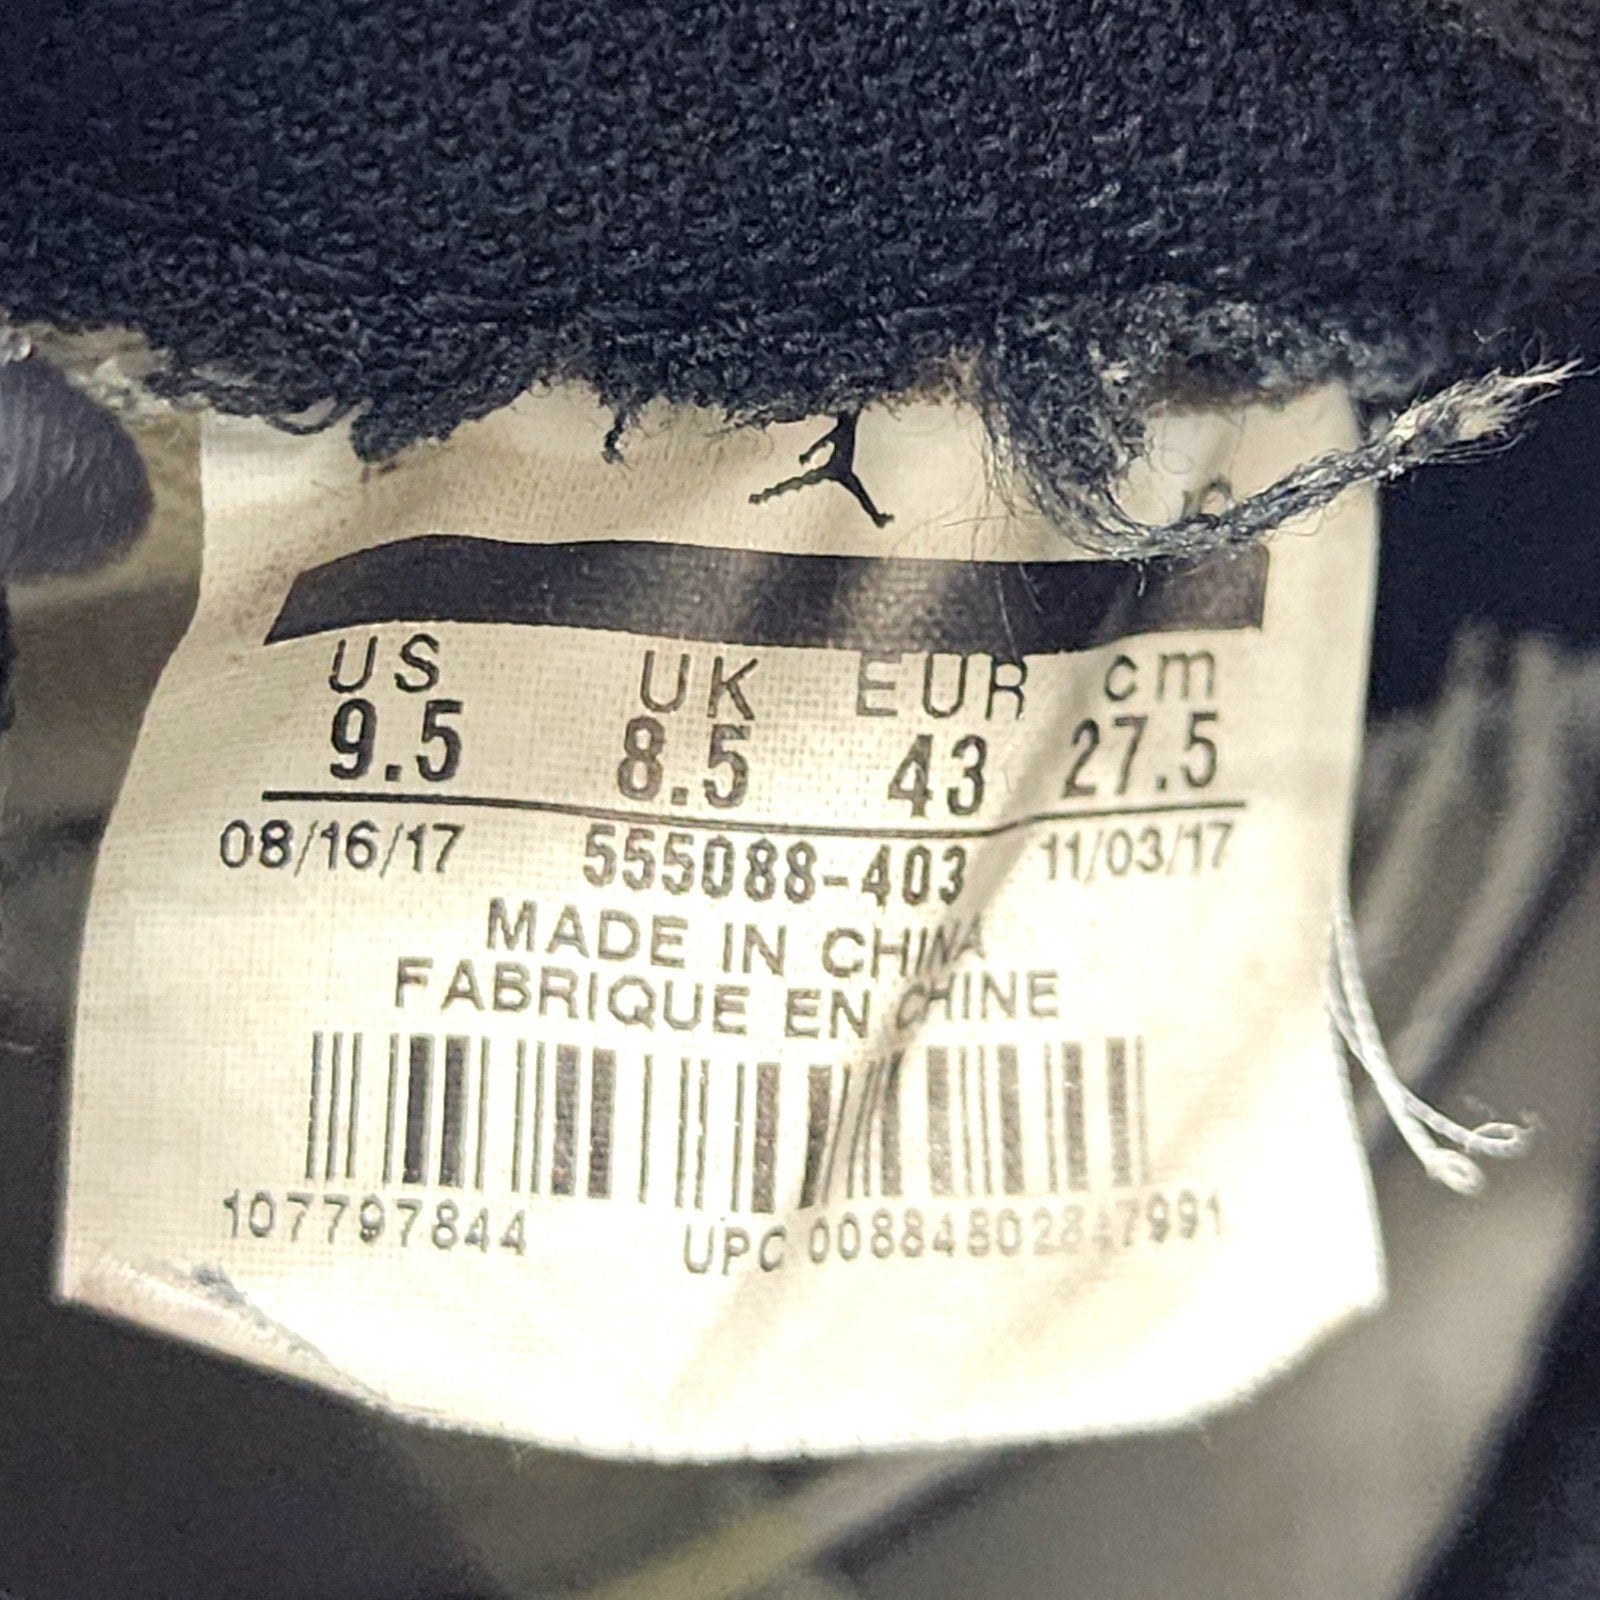 US UK EUR cm
9.5 8.5 43 27.5
08/16/17 555088-403 11/03/17
MADE IN CHINA
FABRIQUE EN CHINE
107797844 UPC